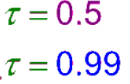 τ = 0.5
τ = 0.99